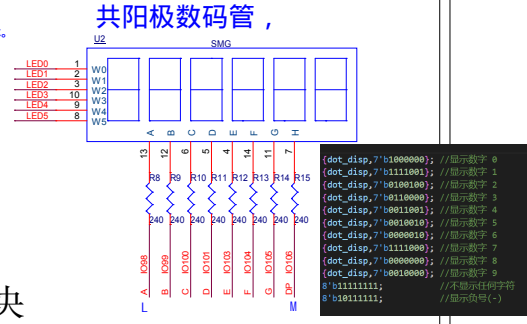 共阳极数码管，
。
U2
SMG
LED0 1 W0
LED1 2 W1
LED2 3 W2
LED3 10 W3
LED4 9 W4
LED5 8 W5
A B C D E F G H
13 12 6 5 4 14 11 7
R8 R9 R10 R11 R12 R13 R14 R15
240 240 240 240 240 240 240 240
IO98 IO99 IO100 IO101 IO103 IO104 IO105 IO106
A B C D E F G DP
L M
{dot_disp,7'b1000000}; //显示数字 0
{dot_disp,7'b1111001}; //显示数字 1
{dot_disp,7'b0100100}; //显示数字 2
{dot_disp,7'b0110000}; //显示数字 3
{dot_disp,7'b0011001}; //显示数字 4
{dot_disp,7'b0010010}; //显示数字 5
{dot_disp,7'b0000010}; //显示数字 6
{dot_disp,7'b1111000}; //显示数字 7
{dot_disp,7'b0000000}; //显示数字 8
{dot_disp,7'b0010000}; //显示数字 9
8'b11111111; //不显示任何字符
8'b10111111; //显示负号(-)
央